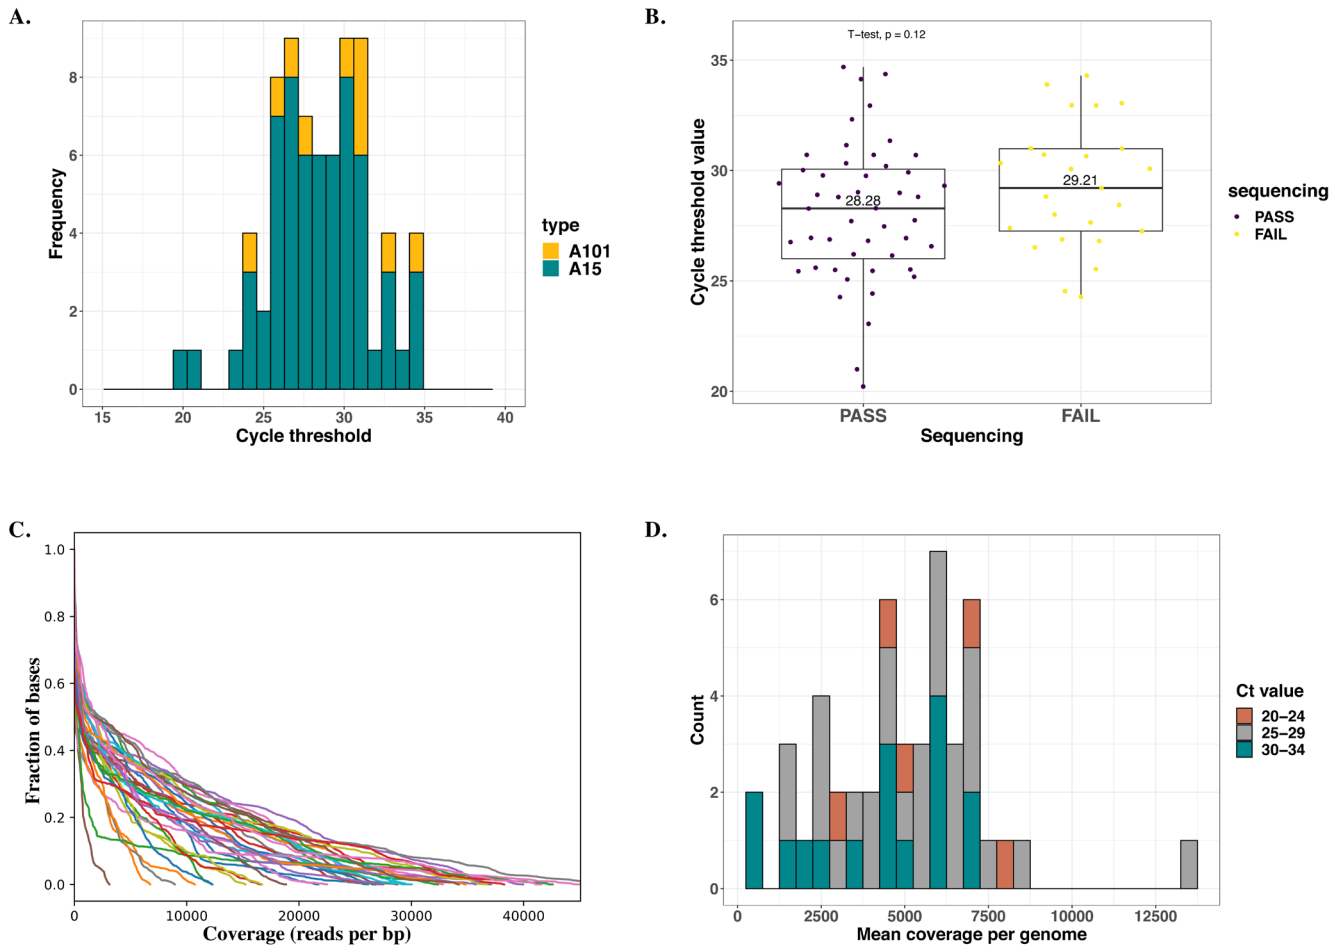 A.
8
6
4
2
0
Frequency
15 20 25 30 35 40
Cycle threshold
type
A101
A15
B.
T-test, p = 0.12
35
30
25
20
Cycle threshold value
28.28
29.21
PASS FAIL
Sequencing
sequencing
PASS
FAIL
C.
1.0
0.8
0.6
0.4
0.2
0.0
Fraction of bases
0 10000 20000 30000 40000
Coverage (reads per bp)
D.
6
4
2
0
Count
0 2500 5000 7500 10000 12500
Mean coverage per genome
Ct value
20-24
25-29
30-34